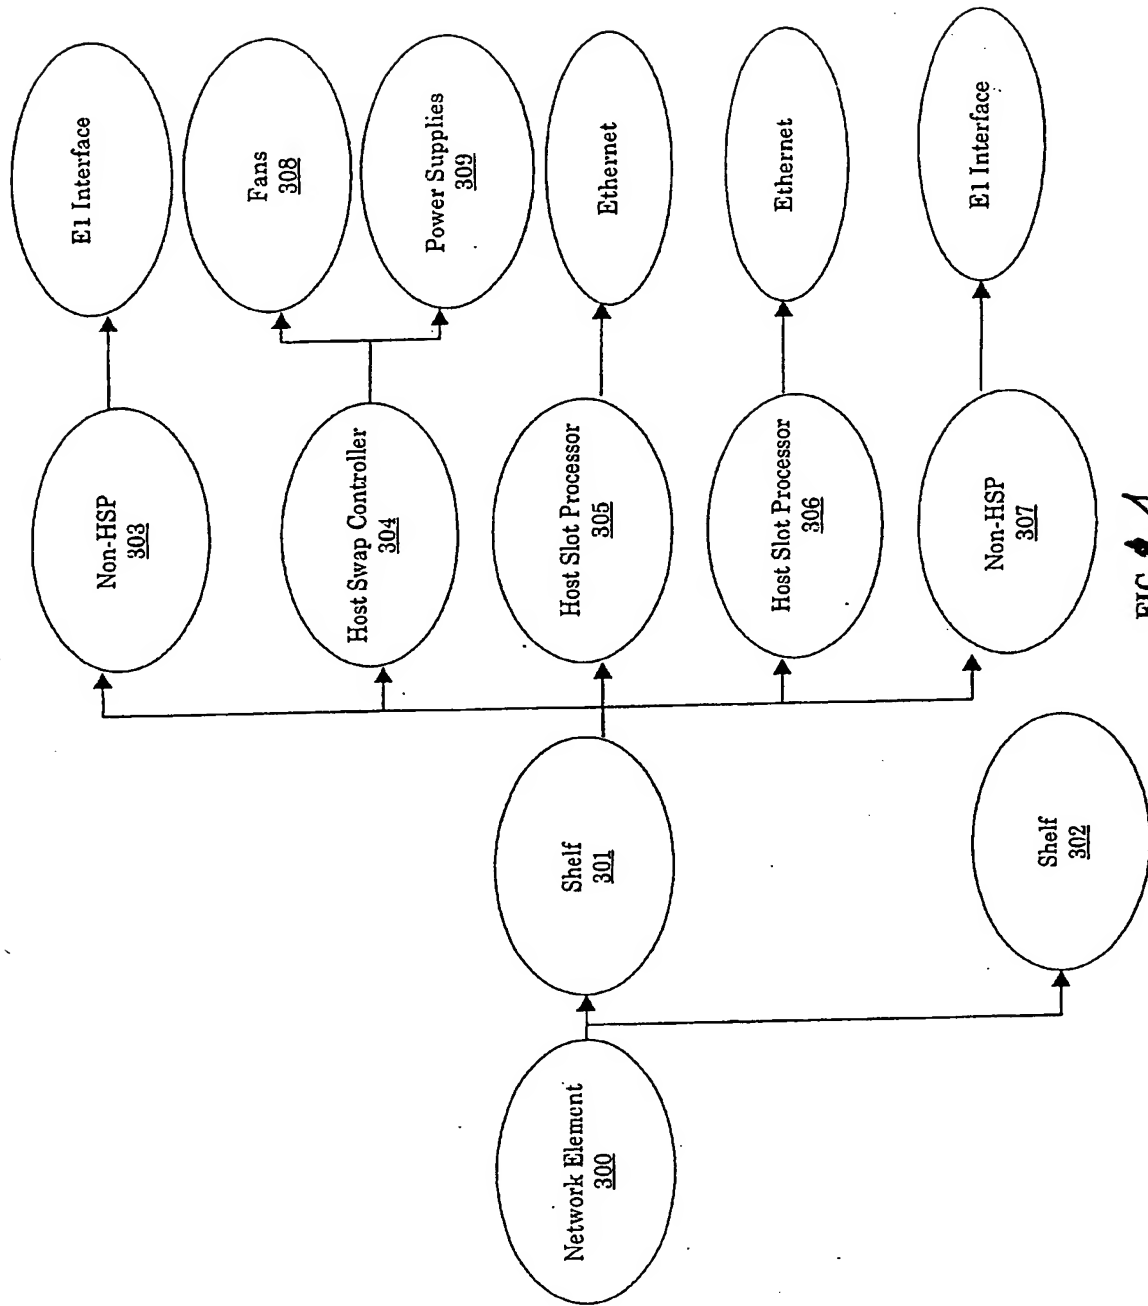 Network Element
300
Shelf
301
Shelf
302
Non-HSP
303
Host Swap Controller
304
Host Slot Processor
305
Host Slot Processor
306
Non-HSP
307
E1 Interface
Fans
308
Power Supplies
309
Ethernet
Ethernet
E1 Interface
FIG